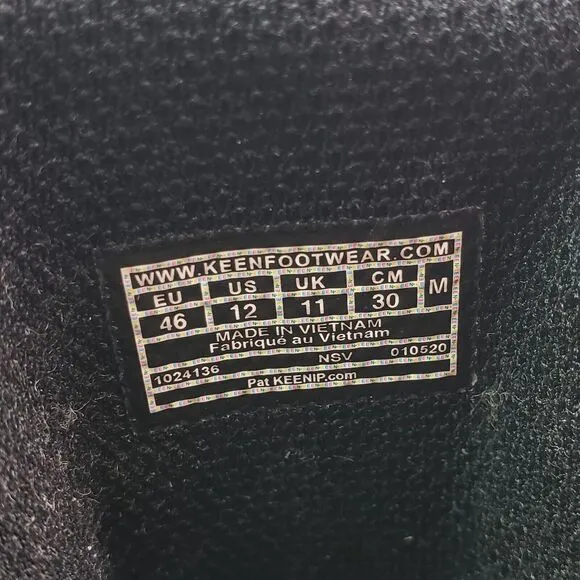 WWW.KEENFOOTWEAR.COM
EU US UK CM M
46 12 11 30
MADE IN VIETNAM
Fabriqué au Vietnam
1024136 NSV 010520
Pat KEENIP.com